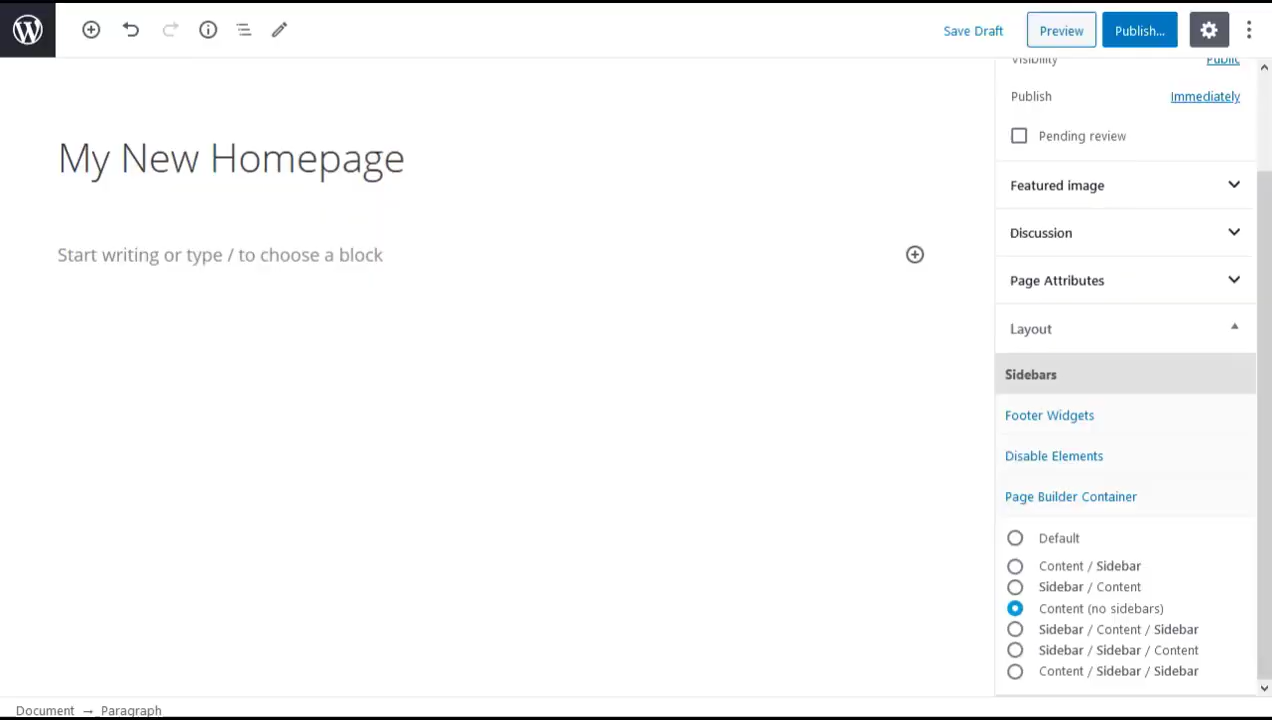 Save Draft
Preview
Publish...
Visibility
Public
Publish
Immediately
Pending review
My New Homepage
Featured image
Discussion
Start writing or type / to choose a block
Page Attributes
Layout
Sidebars
Footer Widgets
Disable Elements
Page Builder Container
Default
Content / Sidebar
Sidebar / Content
Content (no sidebars)
Sidebar / Content / Sidebar
Sidebar / Sidebar / Content
Content / Sidebar / Sidebar
Document → Paragraph